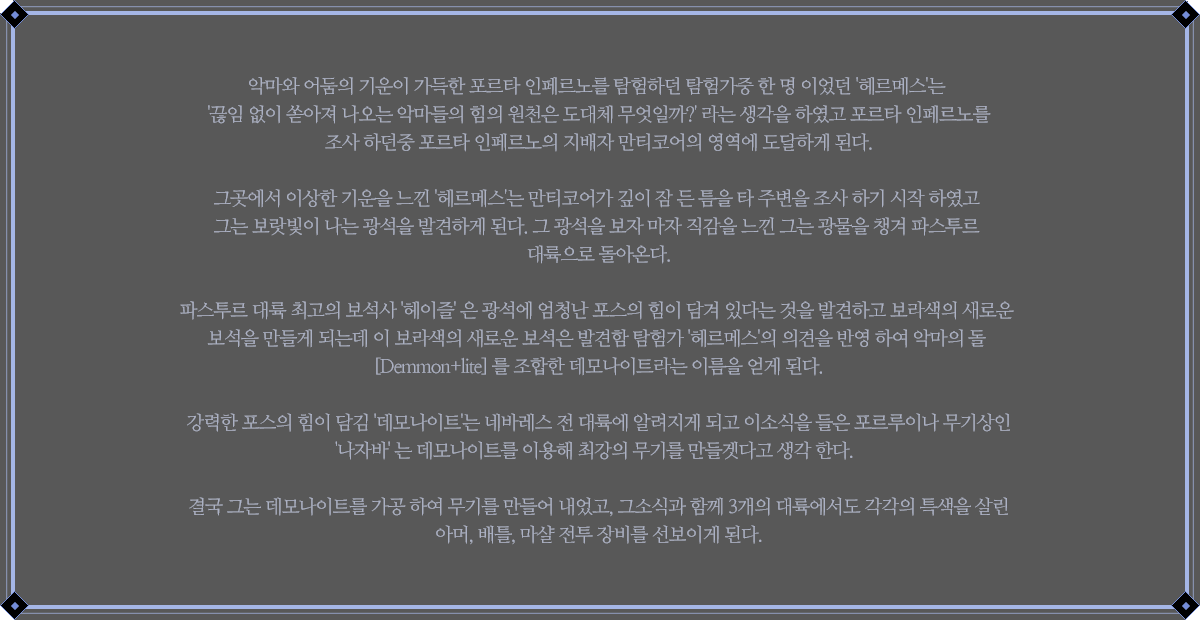 악마와 어둠의 기운이 가득한 포르타 인페르노를 탐험하던 탐험가중 한 명 이었던 '헤르메스'는
'끊임 없이 쏟아져 나오는 악마들의 힘의 원천은 도대체 무엇일까?' 라는 생각을 하였고 포르타 인페르노를
조사 하던중 포르타 인페르노의 지배자 만티코어의 영역에 도달하게 된다.
그곳에서 이상한 기운을 느낀 '헤르메스'는 만티코어가 깊이 잠 든 틈을 타 주변을 조사 하기 시작 하였고
그는 보랏빛이 나는 광석을 발견하게 된다. 그 광석을 보자 마자 직감을 느낀 그는 광물을 챙겨 파스투르
대륙으로 돌아온다.
파스투르 대륙 최고의 보석사 '헤이즐' 은 광석에 엄청난 포스의 힘이 담겨 있다는 것을 발견하고 보라색의 새로운
보석을 만들게 되는데 이 보라색의 새로운 보석은 발견함 탐험가 '헤르메스'의 의견을 반영 하여 악마의 돌
[Demmon+lite] 를 조합한 데모나이트라는 이름을 얻게 된다.
강력한 포스의 힘이 담김 '데모나이트'는 네바레스 전 대륙에 알려지게 되고 이소식을 들은 포르루이나 무기상인
'나자바' 는 데모나이트를 이용해 최강의 무기를 만들겟다고 생각 한다.
결국 그는 데모나이트를 가공 하여 무기를 만들어 내었고, 그소식과 함께 3개의 대륙에서도 각각의 특색을 살린
아머, 배틀, 마샬 전투 장비를 선보이게 된다.